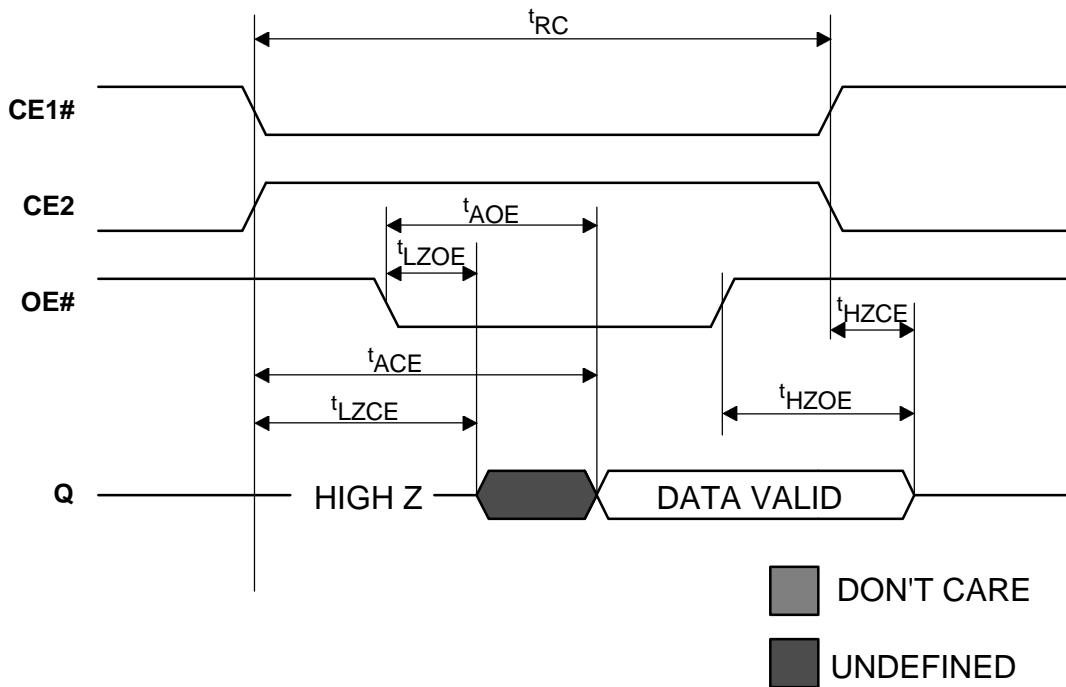 tRC
CE1#
CE2
tAOE
tLZOE
OE#
tHZCE
tACE
tHZOE
tLZCE
Q
HIGH Z
DATA VALID
DON'T CARE
UNDEFINED